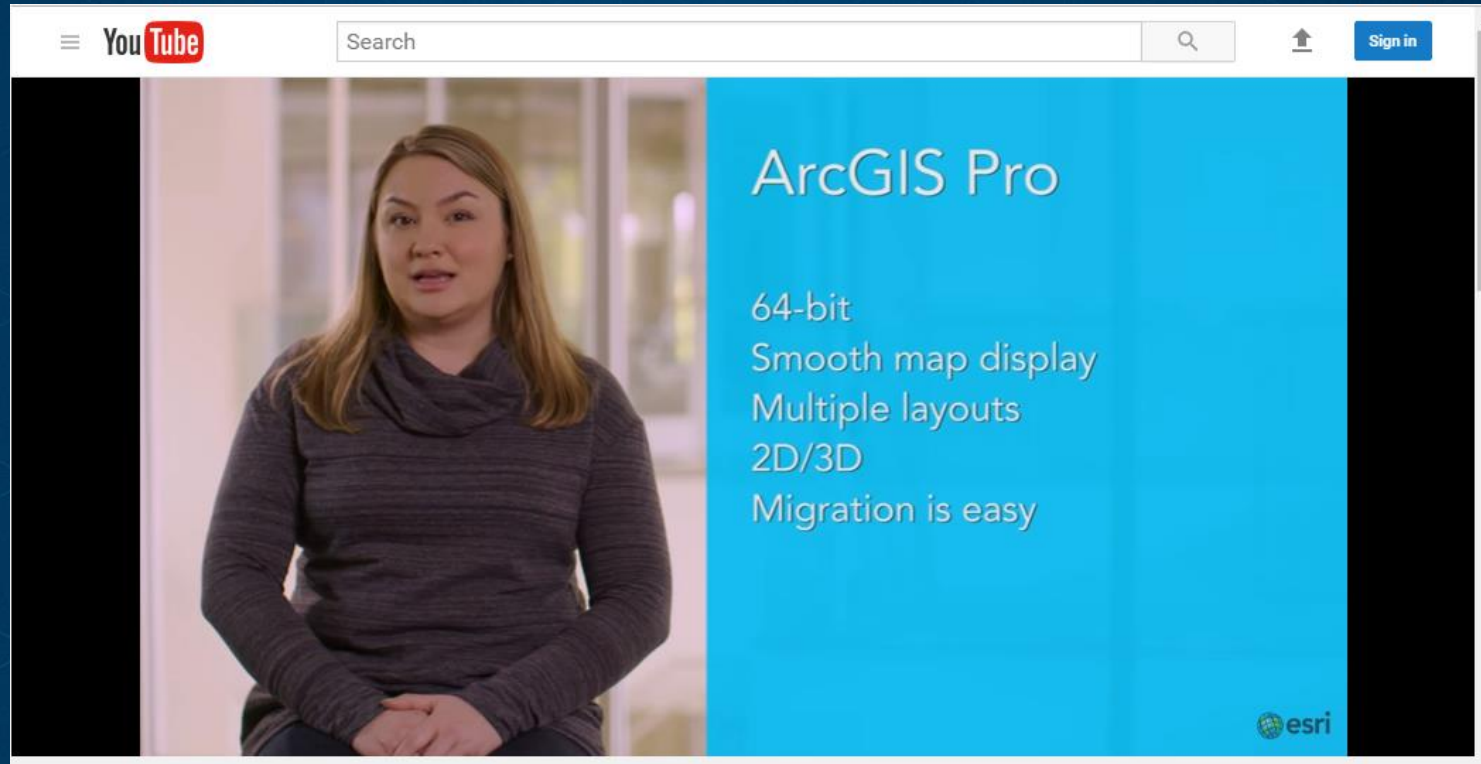 YouTube
Search
Sign in
ArcGIS Pro
64-bit
Smooth map display
Multiple layouts
2D/3D
Migration is easy
esri